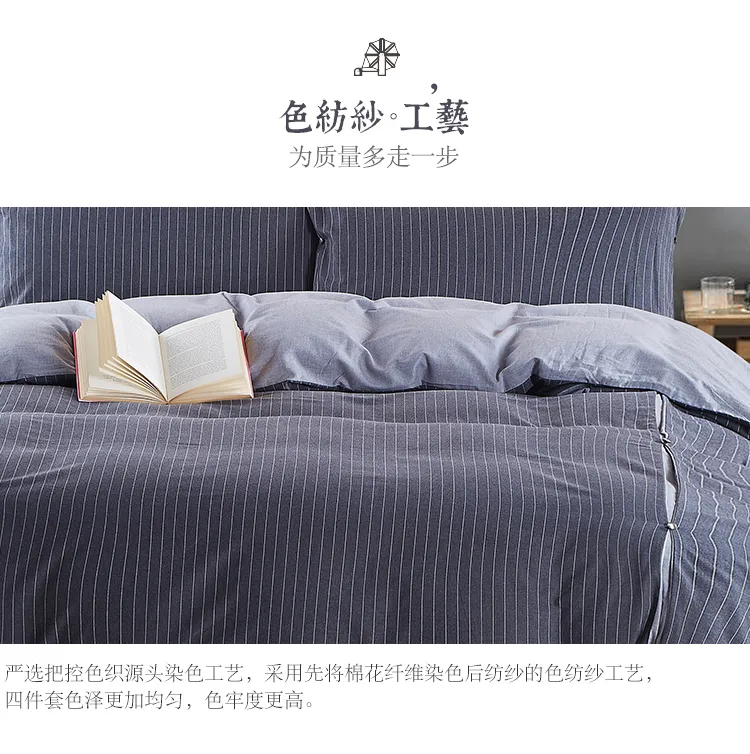 色纺紗。工藝
为质量多走一步
严选把控色织源头染色工艺，采用先将棉花纤维染色后纺纱的色纺纱工艺，
四件套色泽更加均匀，色牢度更高。